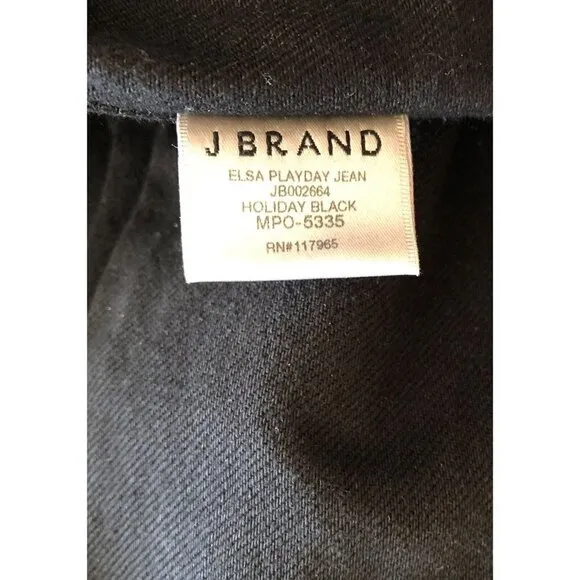 J BRAND
ELSA PLAYDAY JEAN
JB002664
HOLIDAY BLACK
MPO-5335
RN#117965